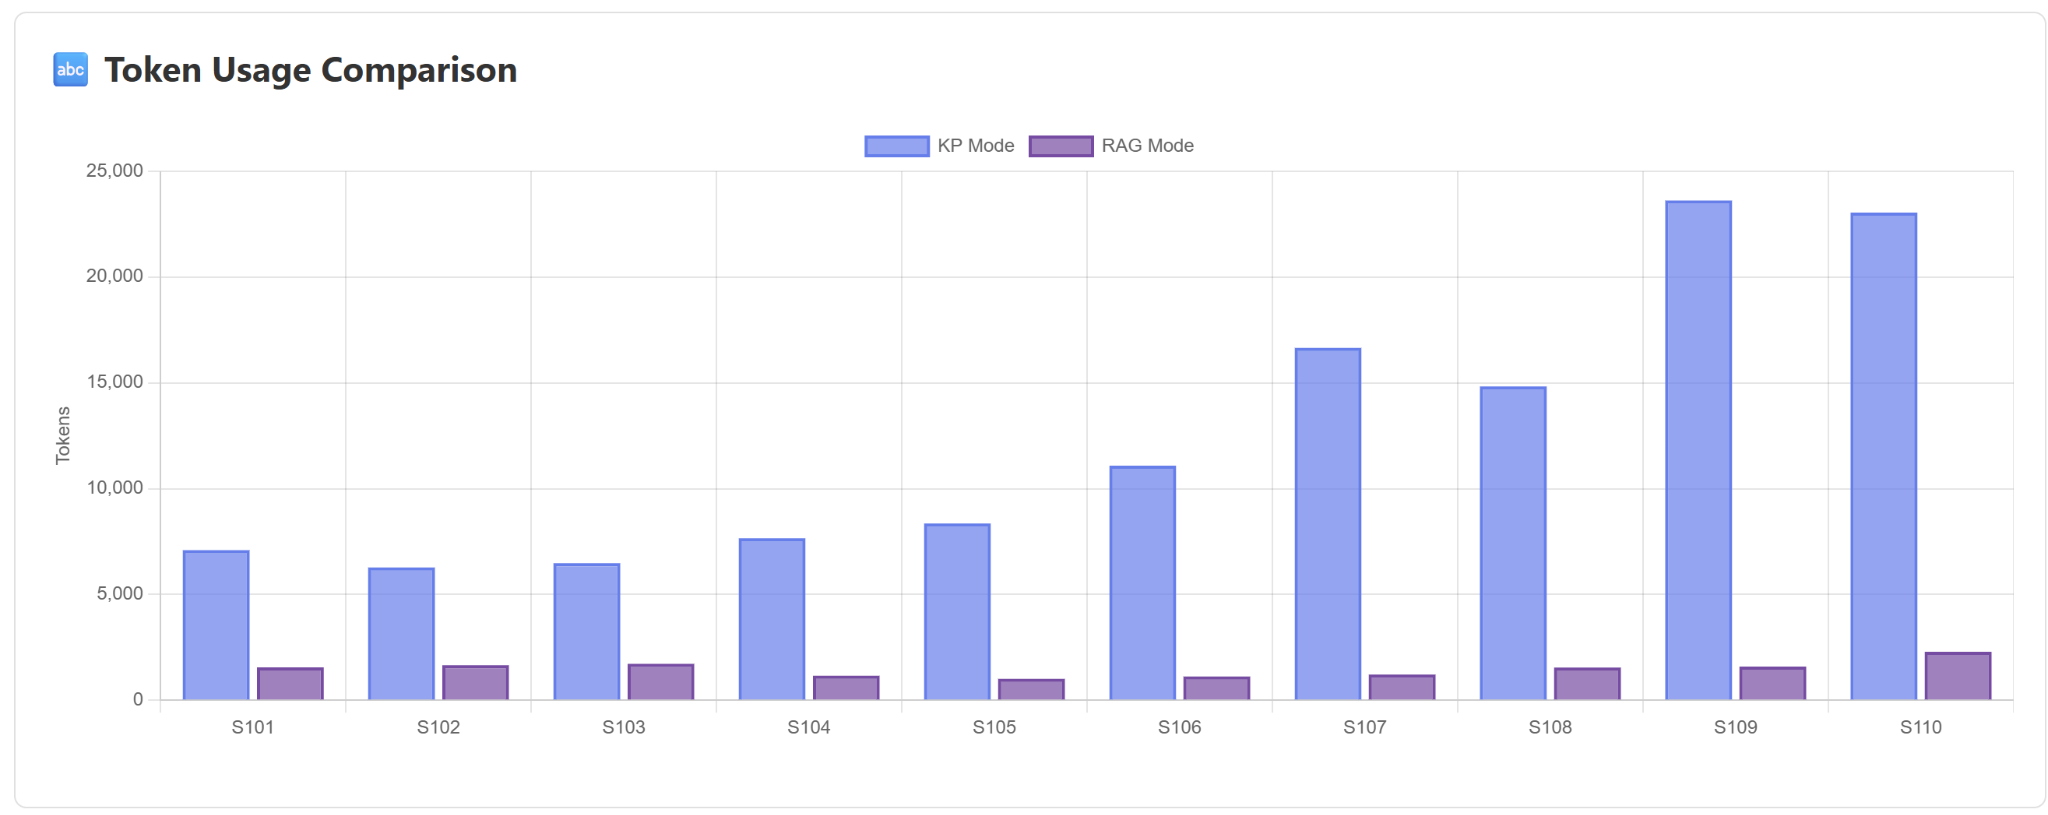 abc Token Usage Comparison
KP Mode RAG Mode
25,000
20,000
15,000
10,000
5,000
0
Tokens
S101 S102 S103 S104 S105 S106 S107 S108 S109 S110